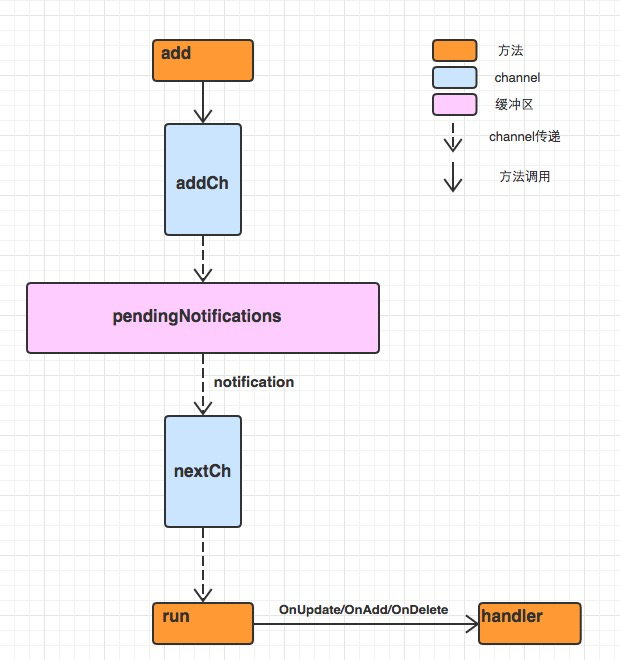 add
addCh
pendingNotifications
notification
nextCh
run
OnUpdate/OnAdd/OnDelete
handler
方法
channel
缓冲区
channel传递
方法调用